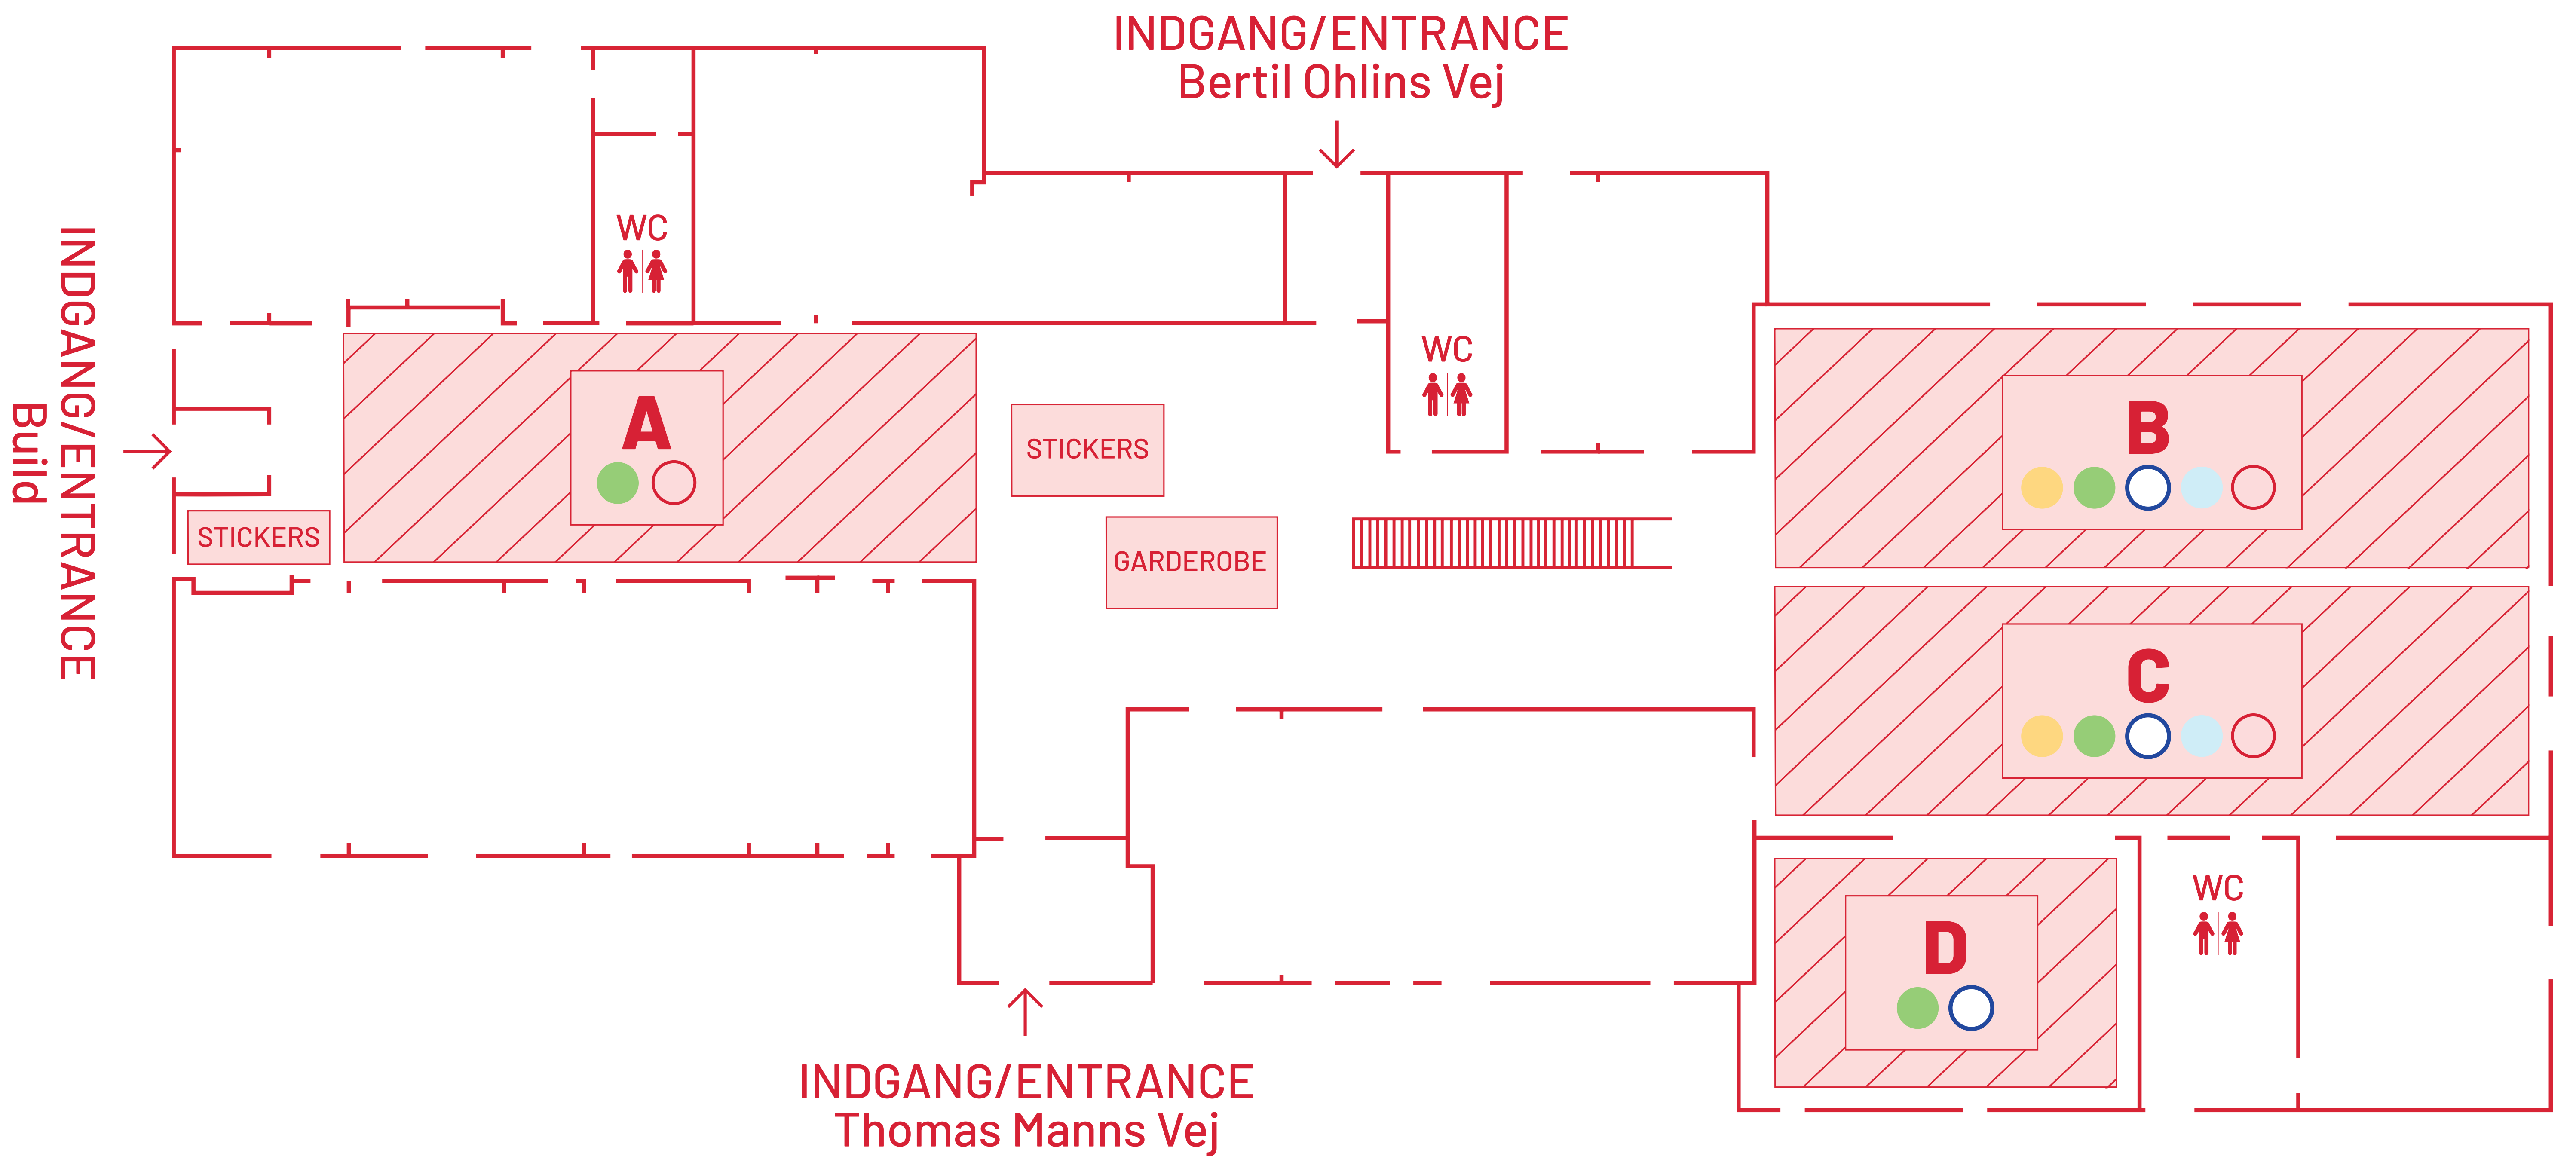 INDGANG/ENTRANCE
Bertil Ohlins Vej
INDGANG/ENTRANCE
Build
WC
WC
A
STICKERS
STICKERS
GARDEROBE
B
C
D
WC
INDGANG/ENTRANCE
Thomas Manns Vej